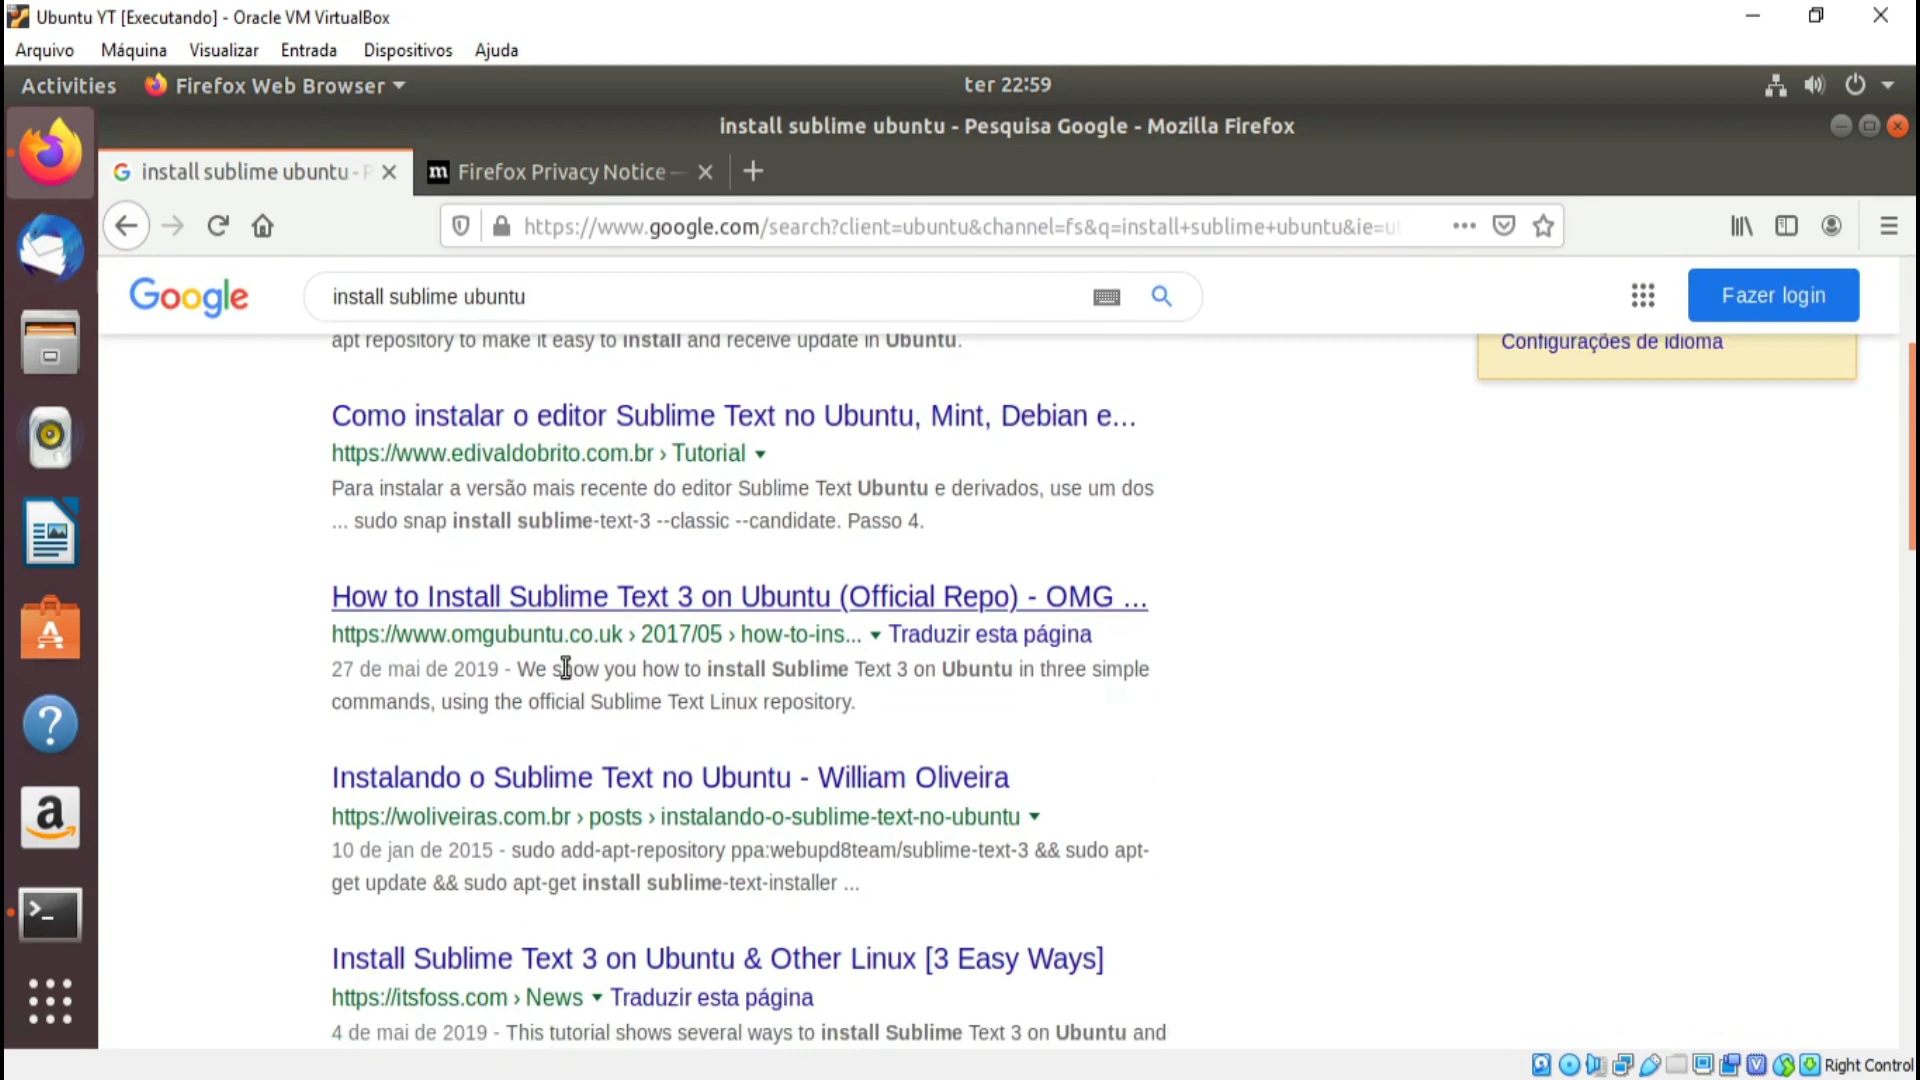 Ubuntu YT [Executando] - Oracle VM VirtualBox
Arquivo Máquina Visualizar Entrada Dispositivos Ajuda
Activities Firefox Web Browser ter 22:59
install sublime ubuntu - Pesquisa Google - Mozilla Firefox
install sublime ubuntu - P m Firefox Privacy Notice —
https://www.google.com/search?client=ubuntu&channel=fs&q=install+sublime+ubuntu&ie=u
Google install sublime ubuntu Fazer login
apt repository to make it easy to install and receive update in Ubuntu.
Configurações de idioma
Como instalar o editor Sublime Text no Ubuntu, Mint, Debian e...
https://www.edivaldobrito.com.br › Tutorial
Para instalar a versão mais recente do editor Sublime Text Ubuntu e derivados, use um dos
... sudo snap install sublime-text-3 --classic --candidate. Passo 4.
How to Install Sublime Text 3 on Ubuntu (Official Repo) - OMG ...
https://www.omgubuntu.co.uk › 2017/05 › how-to-ins... Traduzir esta página
27 de mai de 2019 - We show you how to install Sublime Text 3 on Ubuntu in three simple
commands, using the official Sublime Text Linux repository.
Instalando o Sublime Text no Ubuntu - William Oliveira
https://woliveiras.com.br › posts › instalando-o-sublime-text-no-ubuntu
10 de jan de 2015 - sudo add-apt-repository ppa:webupd8team/sublime-text-3 && sudo apt-
get update && sudo apt-get install sublime-text-installer ...
Install Sublime Text 3 on Ubuntu & Other Linux [3 Easy Ways]
https://itsfoss.com › News Traduzir esta página
4 de mai de 2019 - This tutorial shows several ways to install Sublime Text 3 on Ubuntu and
Right Control